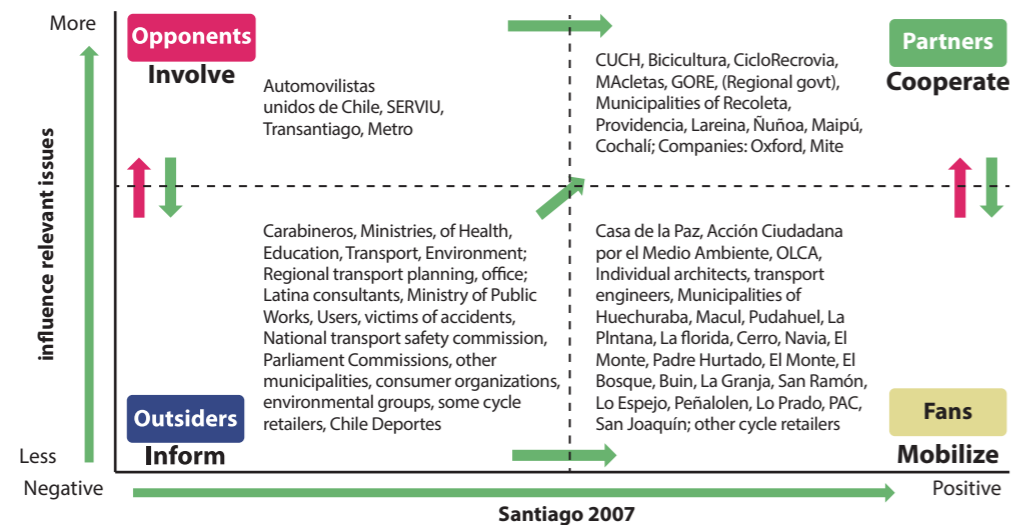 More
Opponents
Involve
Automovilistas
unidos de Chile, SERVIU,
Transantiago, Metro
CUCH, Bicicultura, CicloRecrovia,
MAcletas, GORE, (Regional govt),
Municipalities of Recoleta,
Providencia, Lareina, Ñuñoa, Maipú,
Cochalí; Companies: Oxford, Mite
Partners
Cooperate
influence relevant issues
Carabineros, Ministries, of Health,
Education, Transport, Environment;
Regional transport planning, office;
Latina consultants, Ministry of Public
Works, Users, victims of accidents,
National transport safety commission,
Parliament Commissions, other
municipalities, consumer organizations,
environmental groups, some cycle
retailers, Chile Deportes
Casa de la Paz, Acción Ciudadana
por el Medio Ambiente, OLCA,
Individual architects, transport
engineers, Municipalities of
Huechuraba, Macul, Pudahuel, La
PIntana, La florida, Cerro, Navia, El
Monte, Padre Hurtado, El Monte, El
Bosque, Buin, La Granja, San Ramón,
Lo Espejo, Peñalolen, Lo Prado, PAC,
San Joaquín; other cycle retailers
Outsiders
Inform
Fans
Mobilize
Less
Negative
Positive
Santiago 2007